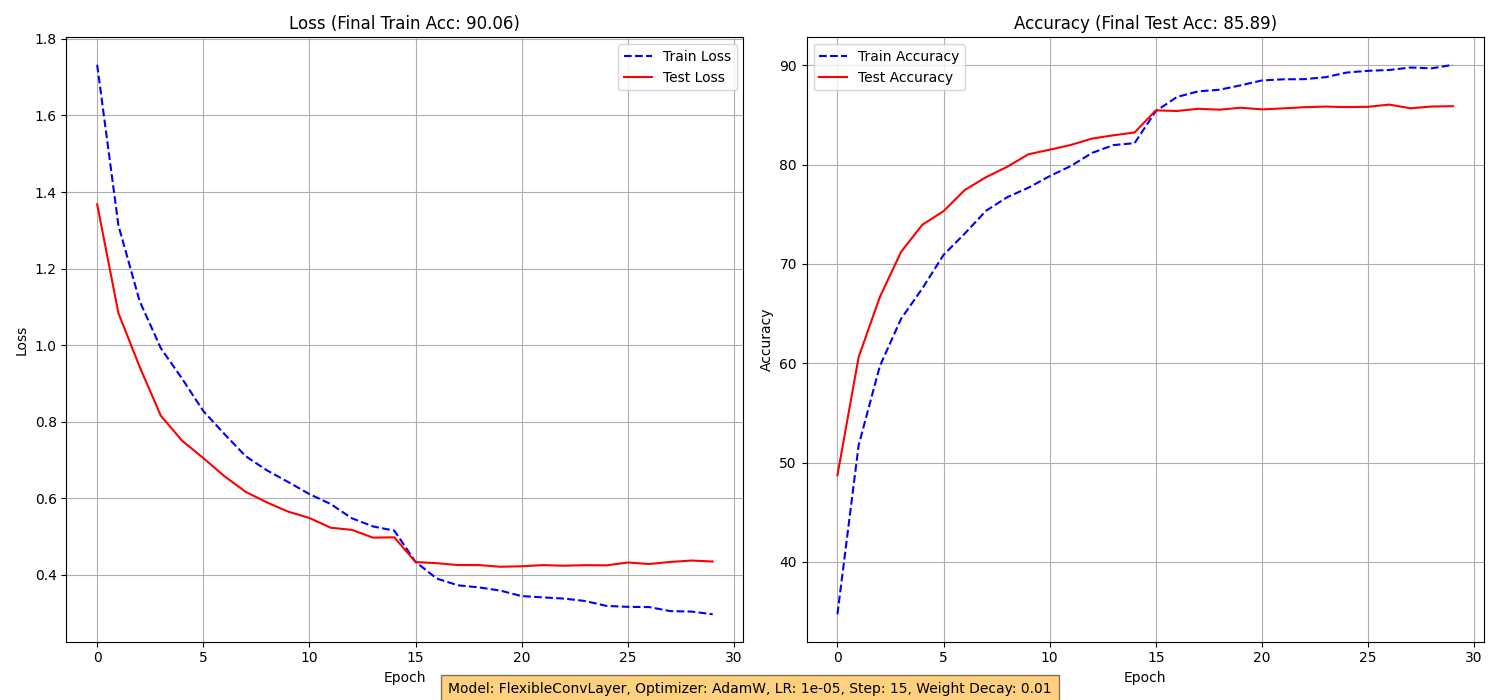 Loss (Final Train Acc: 90.06)
Train Loss
Test Loss
1.8
1.6
1.4
1.2
1.0
0.8
0.6
0.4
Loss
0 5 10 15 20 25 30
Epoch
Accuracy (Final Test Acc: 85.89)
Train Accuracy
Test Accuracy
90
80
70
60
50
40
Accuracy
0 5 10 15 20 25 30
Epoch
Model: FlexibleConvLayer, Optimizer: AdamW, LR: 1e-05, Step: 15, Weight Decay: 0.01